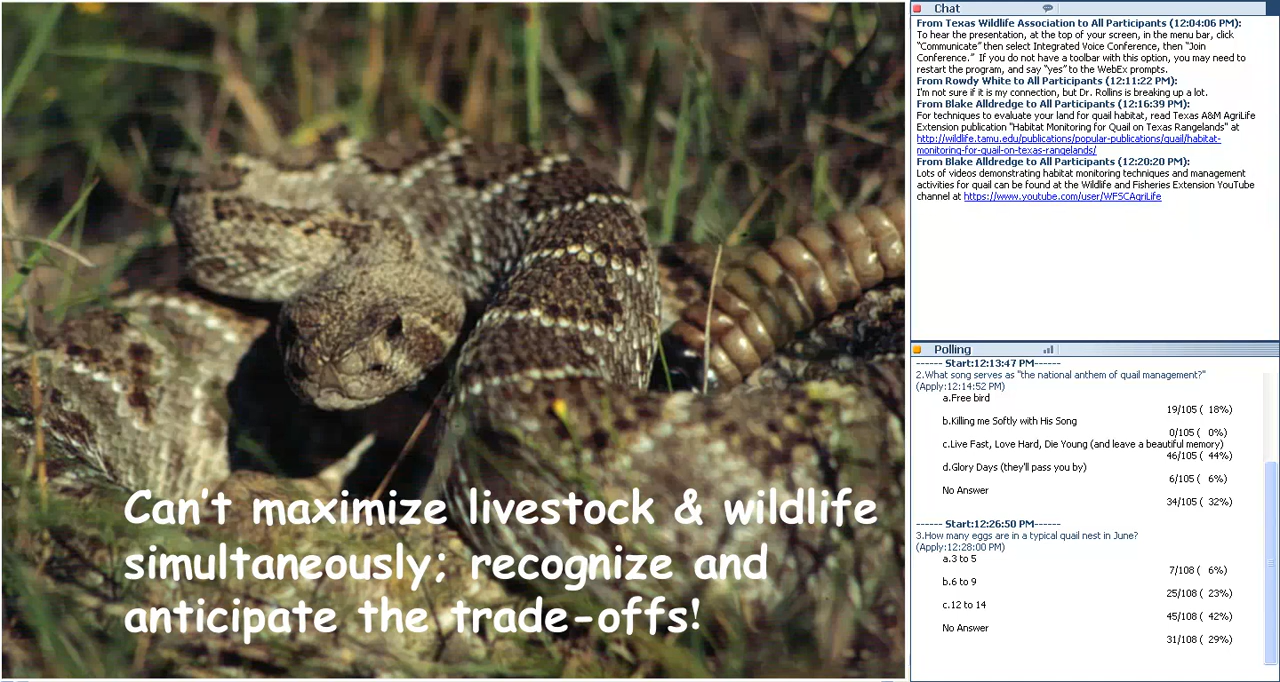 Can't maximize livestock & wildlife
simultaneously; recognize and
anticipate the trade-offs!
Chat
From Texas Wildlife Association to All Participants (12:04:06 PM):
To hear the presentation, at the top of your screen, in the menu bar, click
"Communicate" then select Integrated Voice Conference, then "Join
Conference."  If you do not have a toolbar with this option, you may need to
restart the program, and say "yes" to the WebEx prompts.
From Rowdy White to All Participants (12:11:22 PM):
I'm not sure if it is my connection, but Dr. Rollins is breaking up a lot.
From Blake Alldredge to All Participants (12:16:39 PM):
For techniques to evaluate your land for quail habitat, read Texas A&M AgriLife
Extension publication "Habitat Monitoring for Quail on Texas Rangelands" at
http://wildlife.tamu.edu/publications/popular-publications/quail/habitat-
monitoring-for-quail-on-texas-rangelands/
From Blake Alldredge to All Participants (12:20:20 PM):
Lots of videos demonstrating habitat monitoring techniques and management
activities for quail can be found at the Wildlife and Fisheries Extension YouTube
channel at https://www.youtube.com/user/WFSCAgriLife
Polling
------ Start:12:13:47 PM------
2.What song serves as "the national anthem of quail management?"
(Apply:12:14:52 PM)
a.Free bird
19/105 ( 18%)
b.Killing me Softly with His Song
0/105 ( 0%)
c.Live Fast, Love Hard, Die Young (and leave a beautiful memory)
46/105 ( 44%)
d.Glory Days (they'll pass you by)
6/105 ( 6%)
No Answer
34/105 ( 32%)
------ Start:12:26:50 PM------
3.How many eggs are in a typical quail nest in June?
(Apply:12:28:00 PM)
a.3 to 5
7/108 ( 6%)
b.6 to 9
25/108 ( 23%)
c.12 to 14
45/108 ( 42%)
No Answer
31/108 ( 29%)